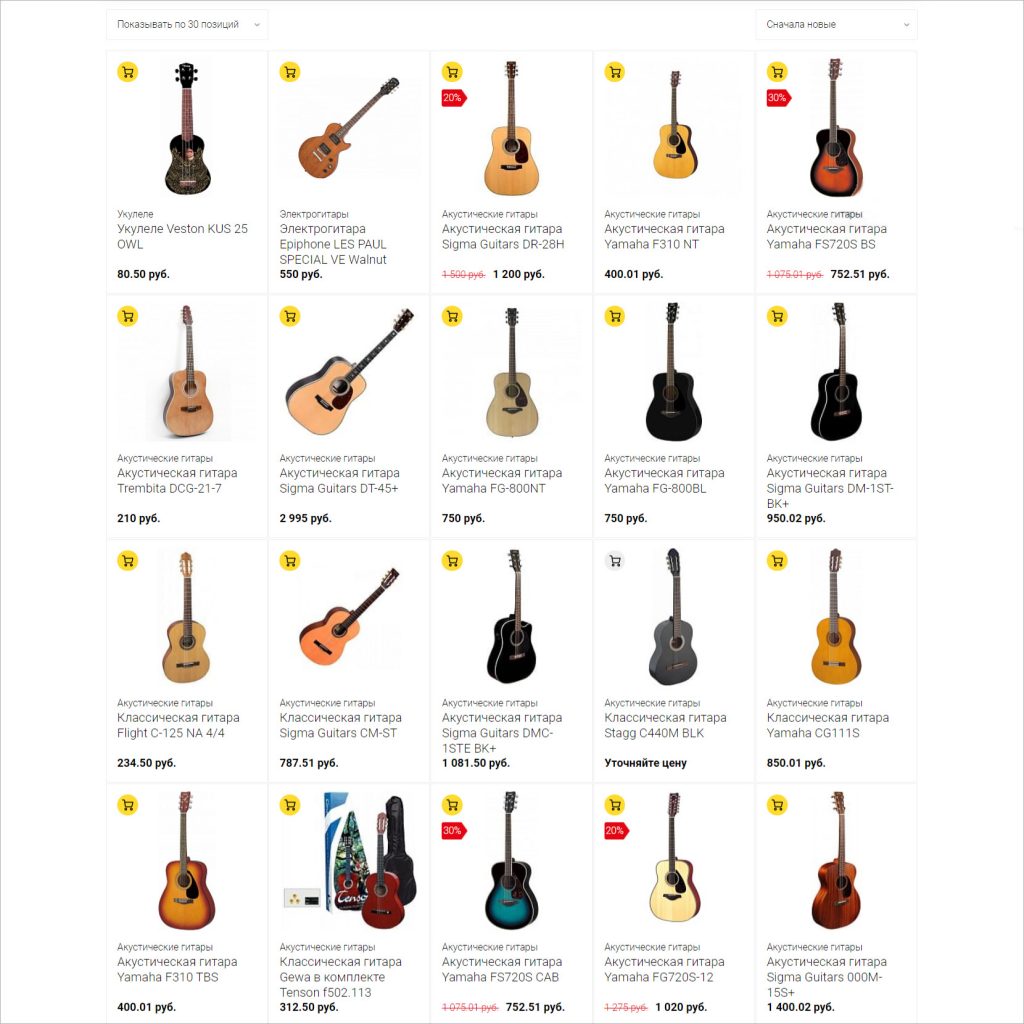 Показывать по 30 позиций
Сначала новые
Укулеле
Укулеле Veston KUS 25
OWL
80.50 руб.
Электрогитары
Электрогитара
Epiphone LES PAUL
SPECIAL VE Walnut
550 руб.
20%
Акустические гитары
Акустическая гитара
Sigma Guitars DR-28H
1 500 руб. 1 200 руб.
Акустические гитары
Акустическая гитара
Yamaha F310 NT
400.01 руб.
30%
Акустические гитары
Акустическая гитара
Yamaha FS720S BS
1 075.01 руб. 752.51 руб.
Акустические гитары
Акустическая гитара
Trembita DCG-21-7
210 руб.
Акустические гитары
Акустическая гитара
Sigma Guitars DT-45+
2 995 руб.
Акустические гитары
Акустическая гитара
Yamaha FG-800NT
750 руб.
Акустические гитары
Акустическая гитара
Yamaha FG-800BL
750 руб.
Акустические гитары
Акустическая гитара
Sigma Guitars DM-1ST-
BK+
950.02 руб.
Акустические гитары
Классическая гитара
Flight C-125 NA 4/4
234.50 руб.
Акустические гитары
Классическая гитара
Sigma Guitars CM-ST
787.51 руб.
Акустические гитары
Акустическая гитара
Sigma Guitars DMC-
1STE BK+
1 081.50 руб.
Акустические гитары
Классическая гитара
Stagg C440M BLK
Уточняйте цену
Акустические гитары
Классическая гитара
Yamaha CG111S
850.01 руб.
Акустические гитары
Акустическая гитара
Yamaha F310 TBS
400.01 руб.
Tenson
Акустические гитары
Классическая гитара
Gewa в комплекте
Tenson f502.113
312.50 руб.
30%
Акустические гитары
Акустическая гитара
Yamaha FS720S CAB
1 075.01 руб. 752.51 руб.
20%
Акустические гитары
Акустическая гитара
Yamaha FG720S-12
1 275 руб. 1 020 руб.
Акустические гитары
Акустическая гитара
Sigma Guitars 000M-
15S+
1 400.02 руб.